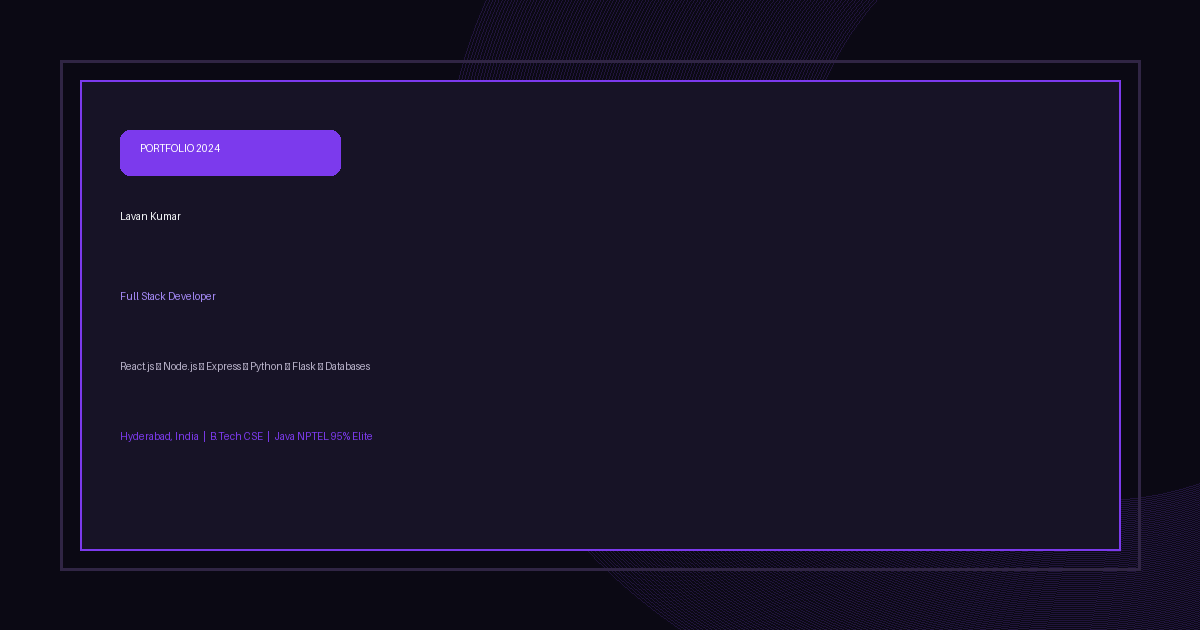 PORTFOLIO 2024
Lavan Kumar
Full Stack Developer
React.js ▯ Node.js ▯ Express ▯ Python ▯ Flask ▯ Databases
Hyderabad, India | B.Tech CSE | Java NPTEL 95% Elite